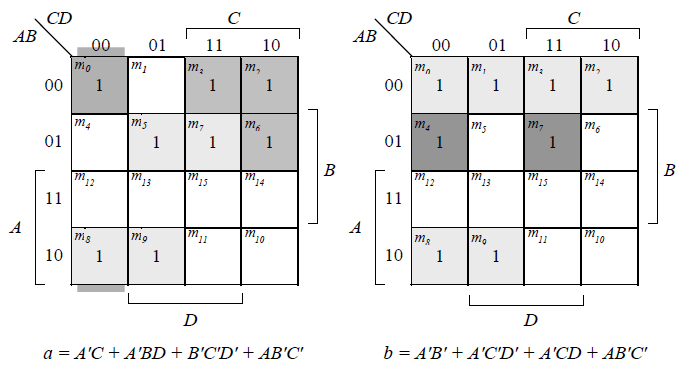 CD C CD C
AB 00 01 11 10 AB 00 01 11 10
00 m0 1 m1 m3 1 m2 1 00 m0 1 m1 1 m3 1 m2 1
01 m4 m5 1 m7 1 m6 1 01 m4 1 m5 m7 1 m6
B B
11 m12 m13 m15 m14 11 m12 m13 m15 m14
A A
10 m8 1 m9 1 m11 m10 10 m8 1 m9 1 m11 m10
D D
a = A'C + A'BD + B'C'D' + AB'C' b = A'B' + A'C'D' + A'CD + AB'C'